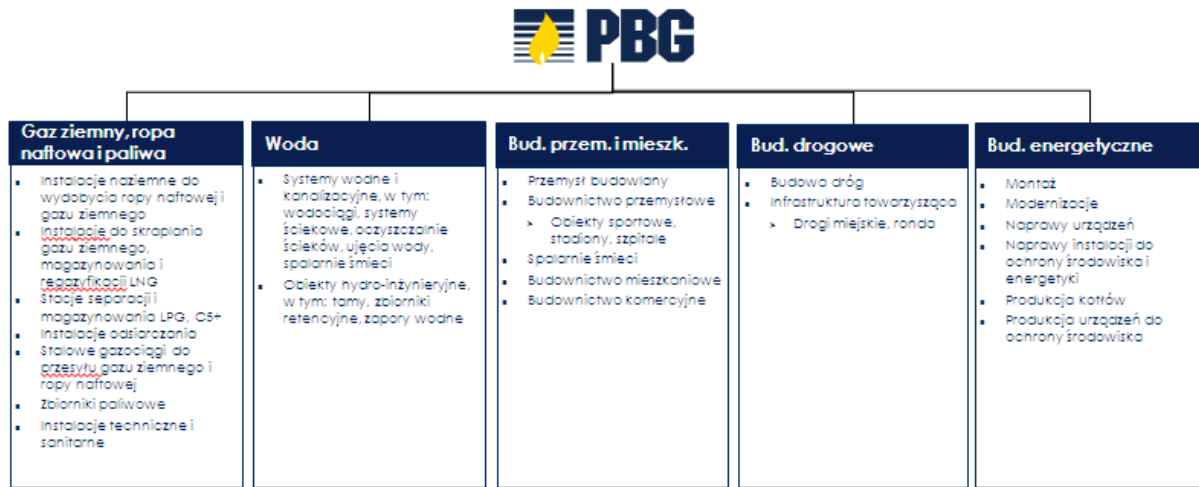 PBG
Gaz ziemny, ropa
naftowa i paliwa
Instalacje naziemne do
wydobycia ropy naftowej i
gazu ziemnego
Instalacje do skraplania
gazu ziemnego,
magazynowania i
regazyfikacji LNG
Stacje separacji i
magazynowania LPG, C5+
Instalacje odsiarczania
Stalowe gazociągi do
przesyłu gazu ziemnego i
ropy naftowej
Zbiorniki paliwowe
Instalacje techniczne i
sanitarne
Woda
Systemy wodne i
kanalizacyjne, w tym:
wodociągi, systemy
ściekowe, oczyszczalnie
ścieków, ujęcia wody,
spalarnie śmieci
Obiekty hydro-inżynieryjne,
w tym: tamy, zbiorniki
retencyjne, zapory wodne
Bud. przem. i mieszk.
Przemysł budowlany
Budownictwo przemysłowe
Obiekty sportowe,
stadiony, szpitale
Spalarnie śmieci
Budownictwo mieszkaniowe
Budownictwo komercyjne
Bud. drogowe
Budowa dróg
Infrastruktura towarzysząca
Drogi miejskie, ronda
Bud. energetyczne
Montaż
Modernizacje
Naprawy urządzeń
Naprawy instalacji do
ochrony środowiska i
energetyki
Produkcja kotłów
Produkcja urządzeń do
ochrony środowiska